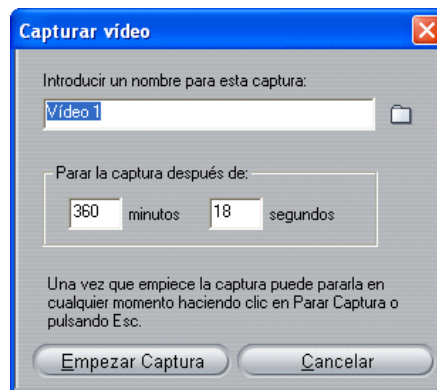 Capturar vídeo
Introducir un nombre para esta captura:
Vídeo 1
Parar la captura después de:
360 minutos 18 segundos
Una vez que empiece la captura puede pararla en
cualquier momento haciendo clic en Parar Captura o
pulsando Esc.
Empezar Captura Cancelar